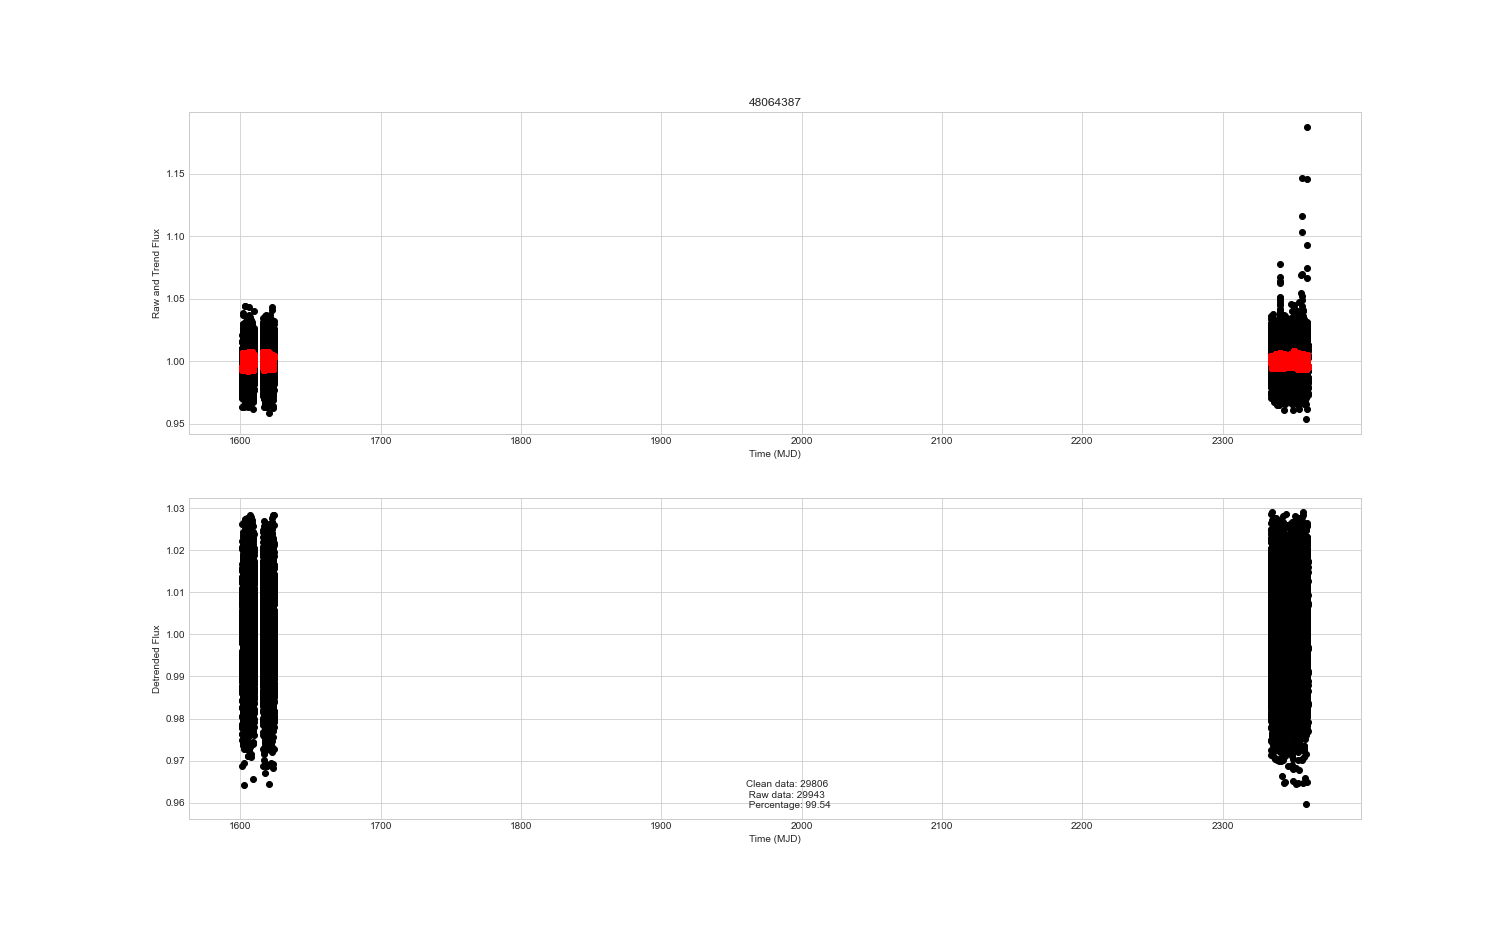 48064387
Raw and Trend Flux
1.15
1.10
1.05
1.00
0.95
1600 1700 1800 1900 2000 2100 2200 2300
Time (MJD)
Detrended Flux
1.03
1.02
1.01
1.00
0.99
0.98
0.97
0.96
Clean data: 29806
Raw data: 29943
Percentage: 99.54
1600 1700 1800 1900 2000 2100 2200 2300
Time (MJD)